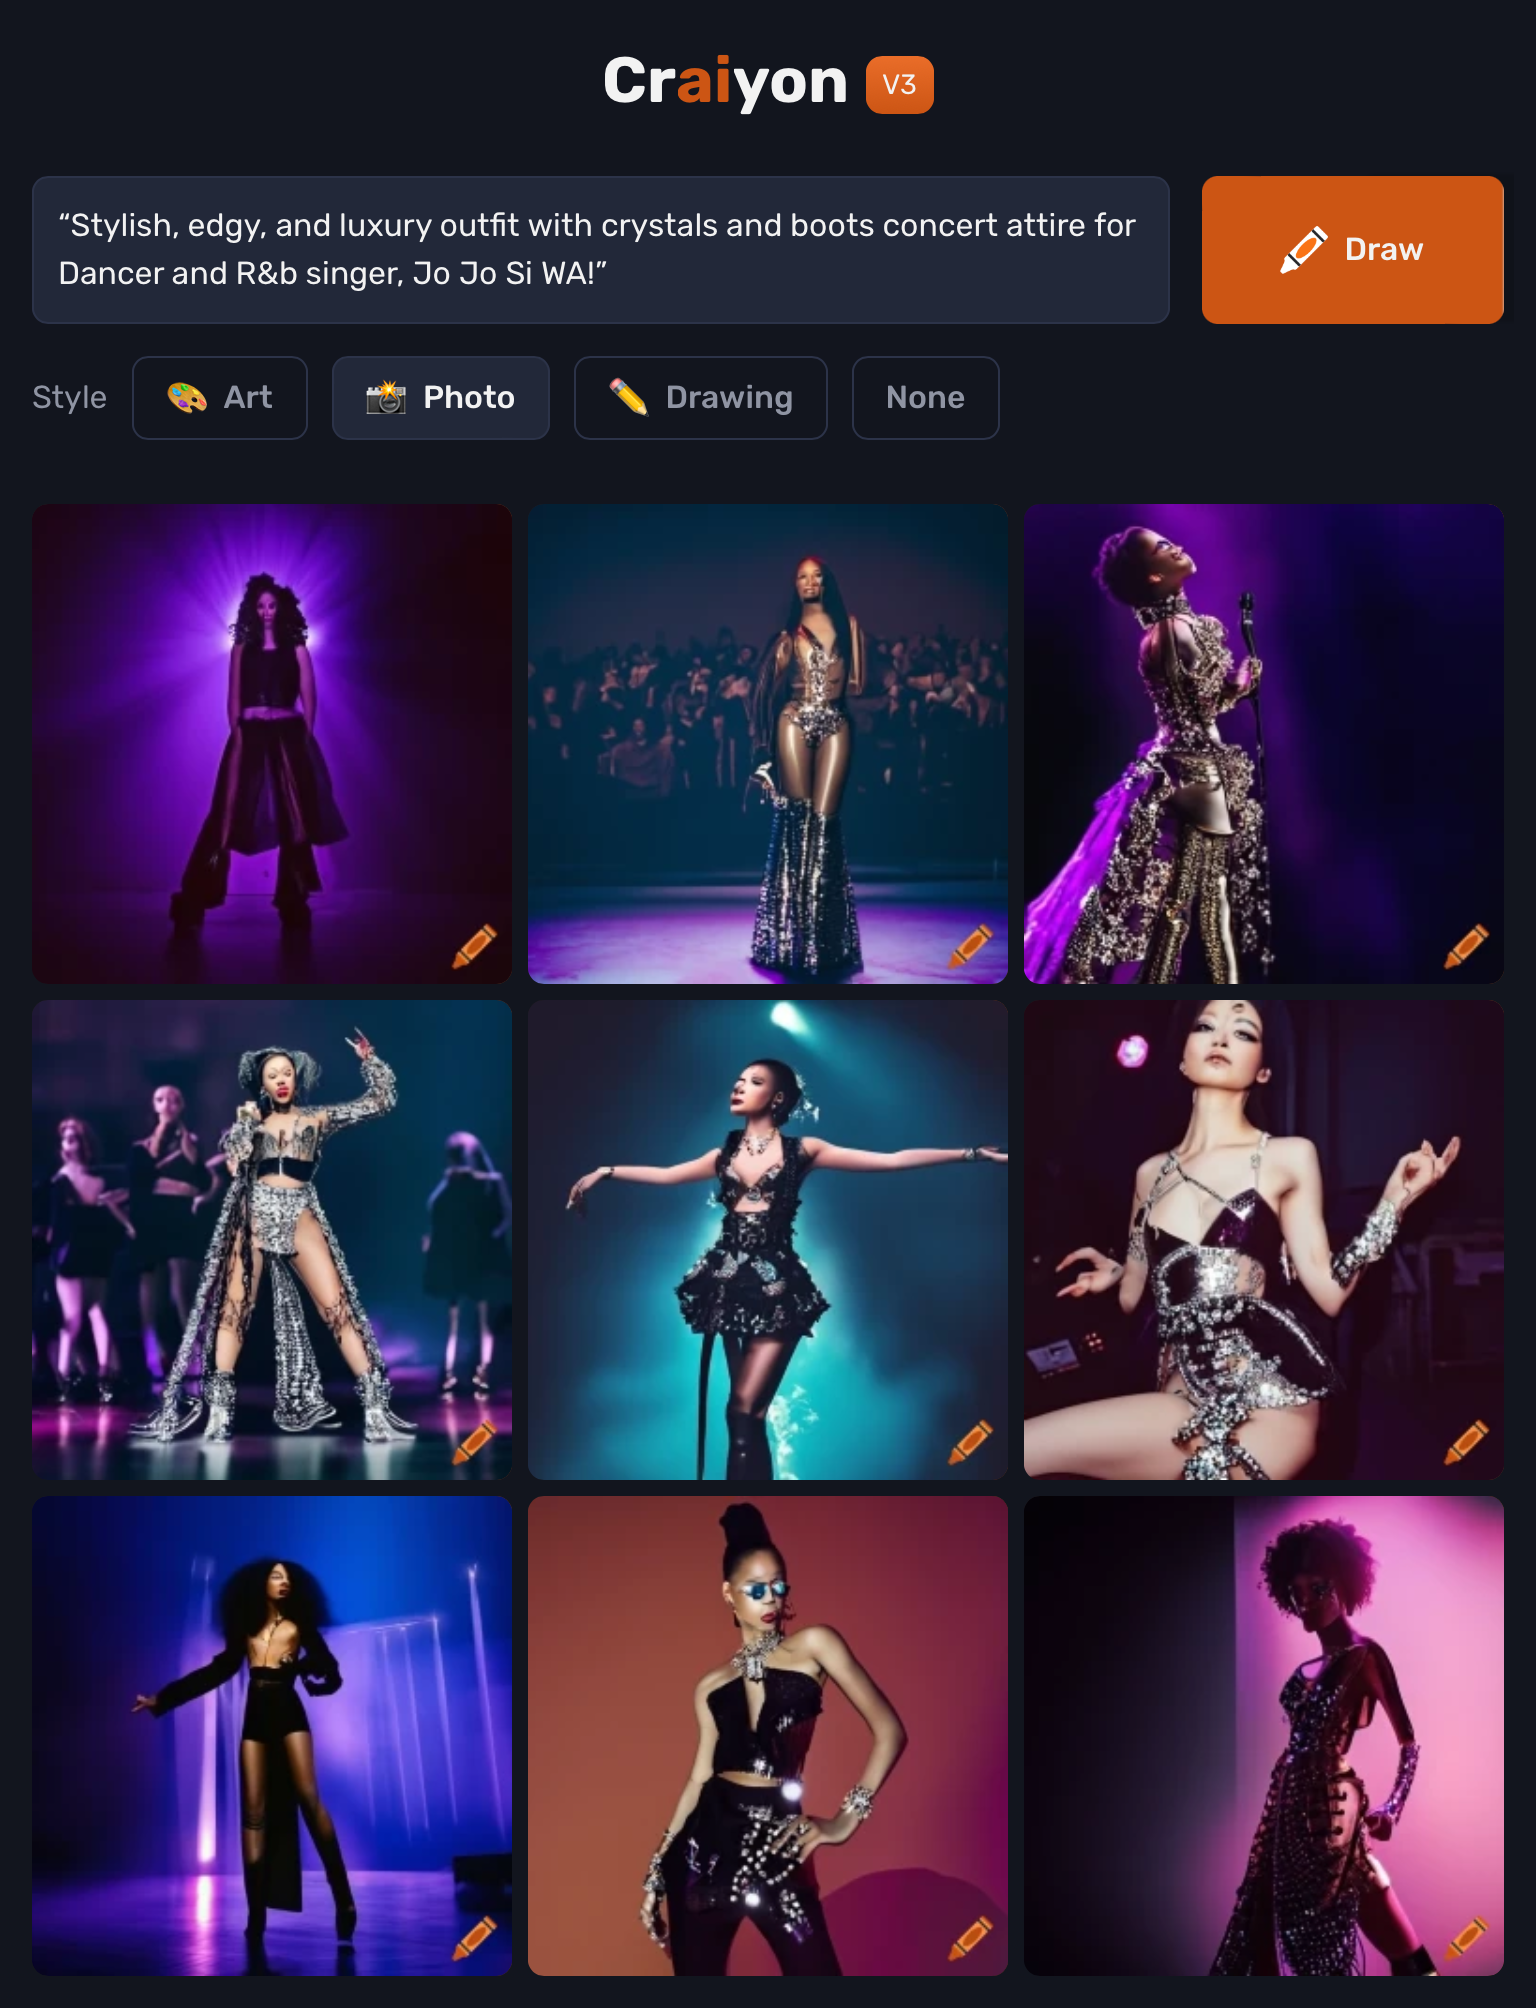 Craiyon V3
“Stylish, edgy, and luxury outfit with crystals and boots concert attire for
Dancer and R&b singer, Jo Jo Si WA!”
Draw
Style
Art
Photo
Drawing
None